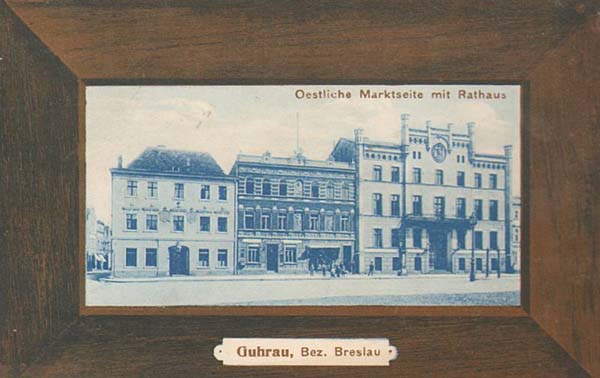 Oestliche Marktseite mit Rathaus
Guhrau, Bez. Breslau